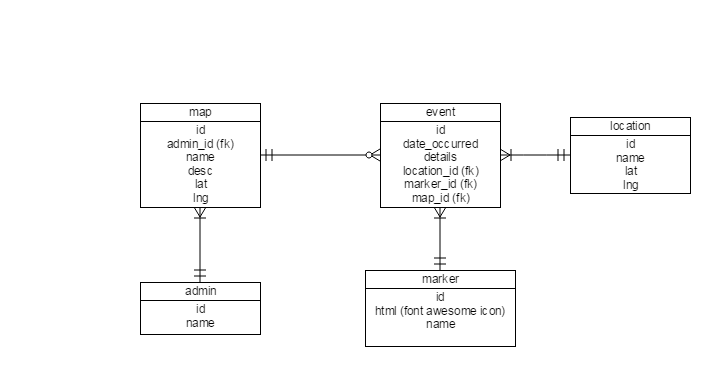 map
id
admin_id (fk)
name
desc
lat
lng
event
id
date_occurred
details
location_id (fk)
marker_id (fk)
map_id (fk)
location
id
name
lat
lng
admin
id
name
marker
id
html (font awesome icon)
name